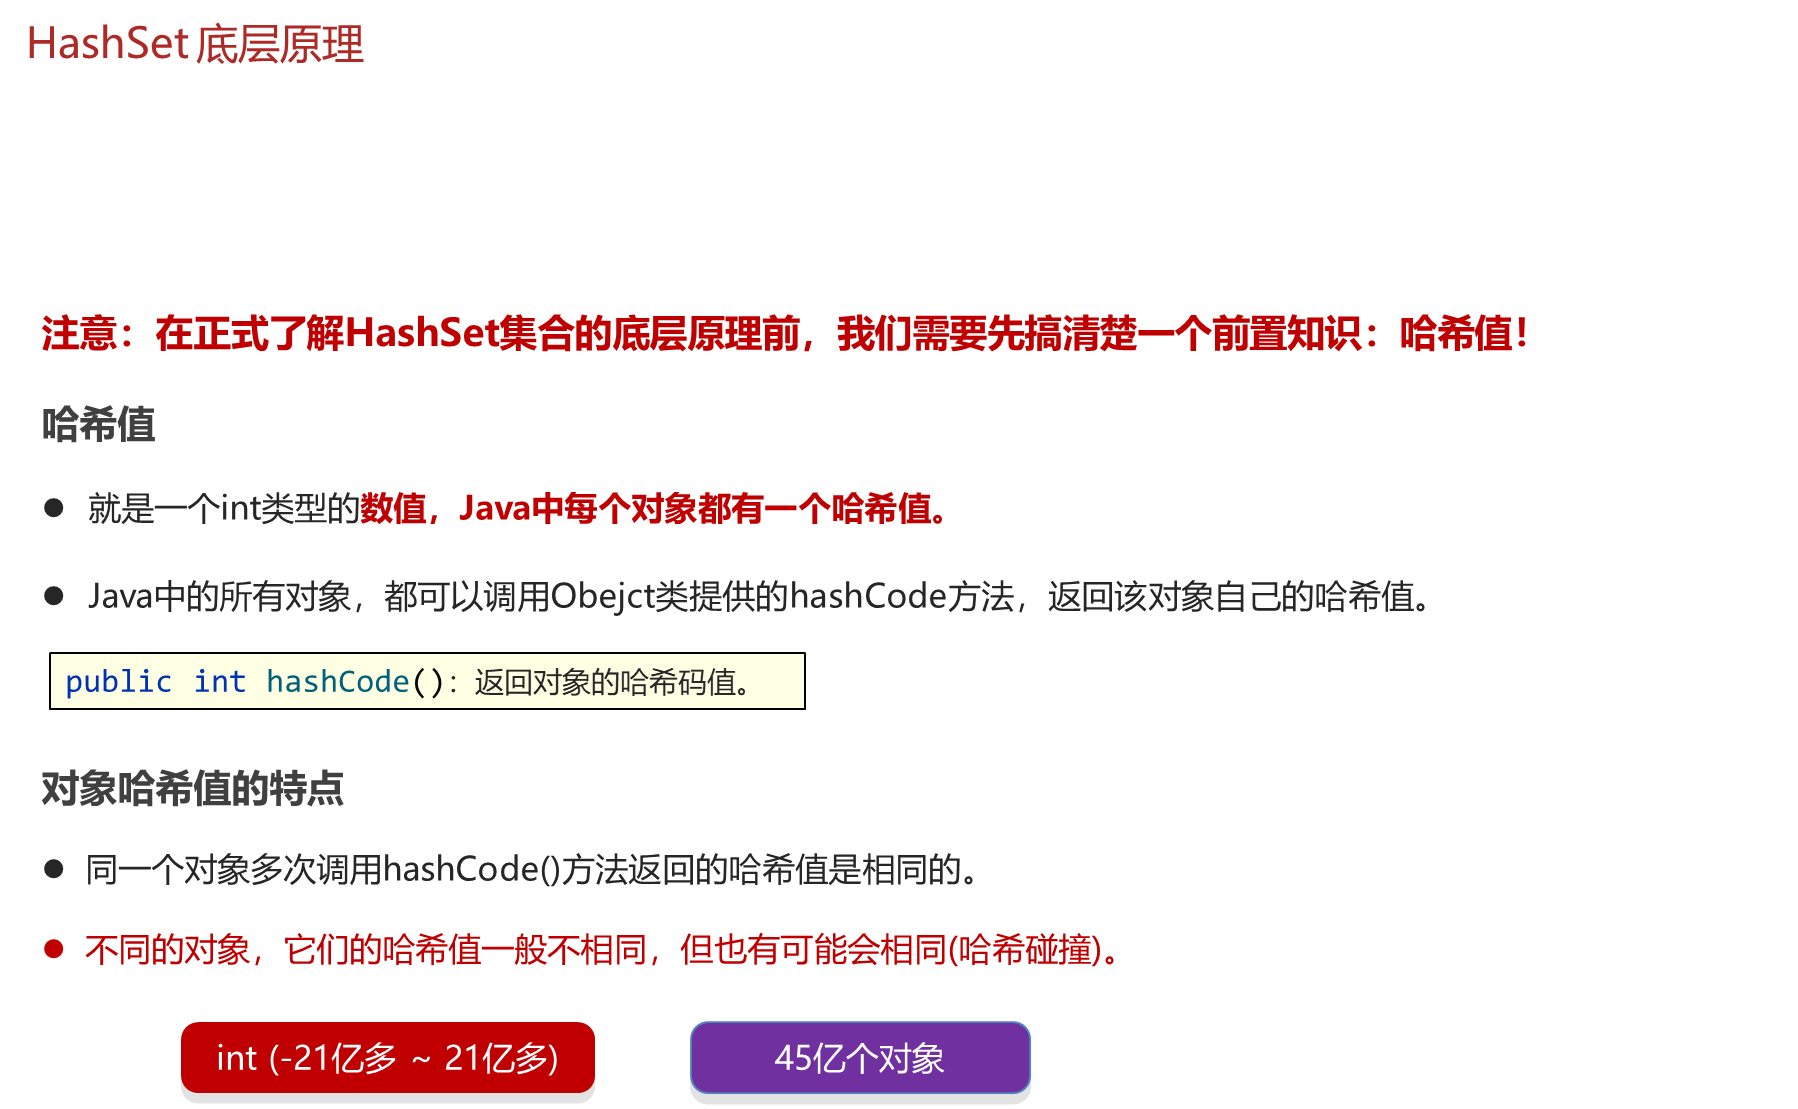 HashSet 底层原理
注意：在正式了解HashSet集合的底层原理前，我们需要先搞清楚一个前置知识：哈希值！
哈希值
● 就是一个int类型的数值，Java中每个对象都有一个哈希值。
● Java中的所有对象，都可以调用Obejct类提供的hashCode方法，返回该对象自己的哈希值。
public int hashCode()：返回对象的哈希码值。
对象哈希值的特点
● 同一个对象多次调用hashCode()方法返回的哈希值是相同的。
● 不同的对象，它们的哈希值一般不相同，但也有可能会相同(哈希碰撞)。
int (-21亿多 ~ 21亿多)
45亿个对象